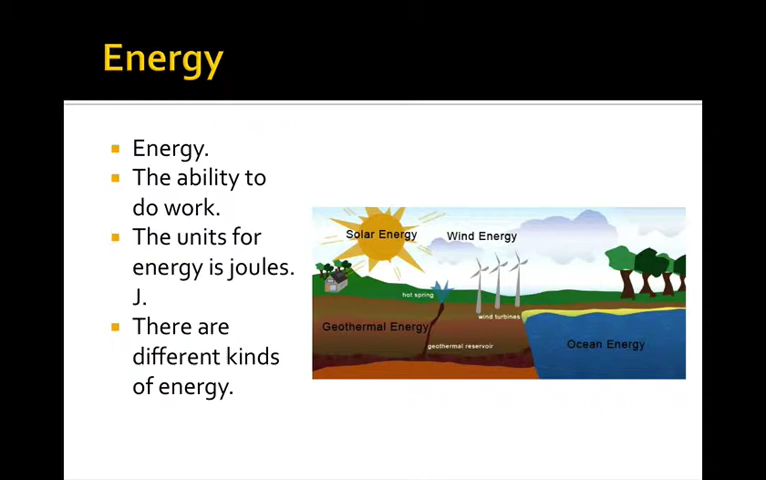 Energy
Energy.
The ability to
do work.
The units for
energy is joules.
J.
There are
different kinds
of energy.
Solar Energy
Wind Energy
hot spring
wind turbines
Geothermal Energy
geothermal reservoir
Ocean Energy